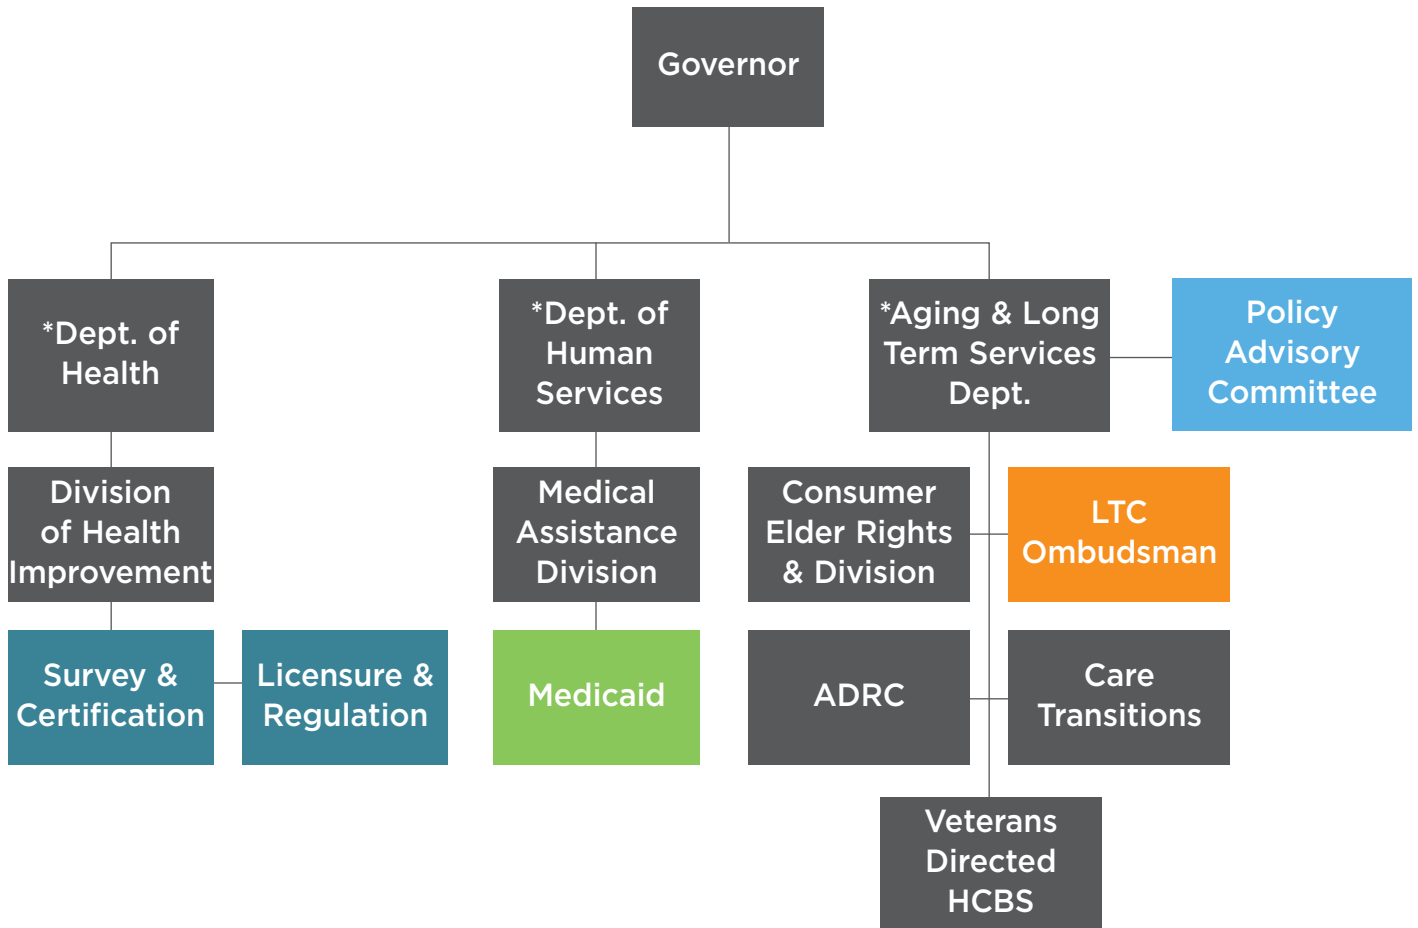 Governor
*Dept. of
Health
*Dept. of
Human
Services
*Aging & Long
Term Services
Dept.
Policy
Advisory
Committee
Division
of Health
Improvement
Medical
Assistance
Division
Consumer
Elder Rights
& Division
LTC
Ombudsman
Survey &
Certification
Licensure &
Regulation
Medicaid
ADRC
Care
Transitions
Veterans
Directed
HCBS